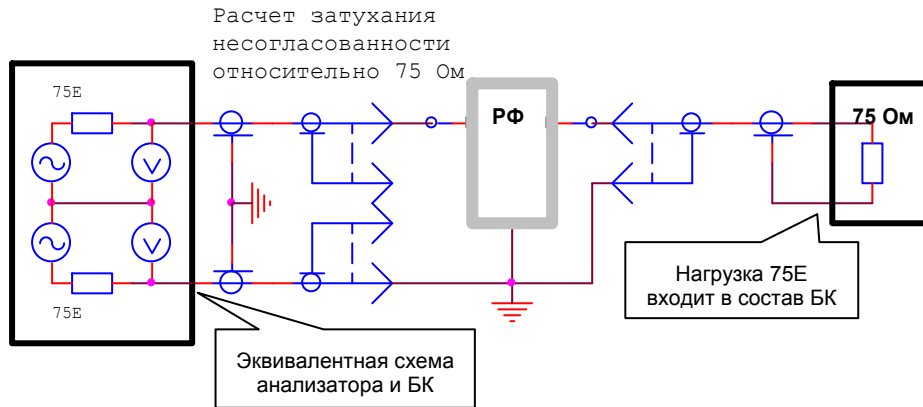 Расчет затухания
несогласованности
относительно 75 Ом
75E
V
V
75E
РФ
75 Ом
Нагрузка 75Е
входит в состав БК
Эквивалентная схема
анализатора и БК